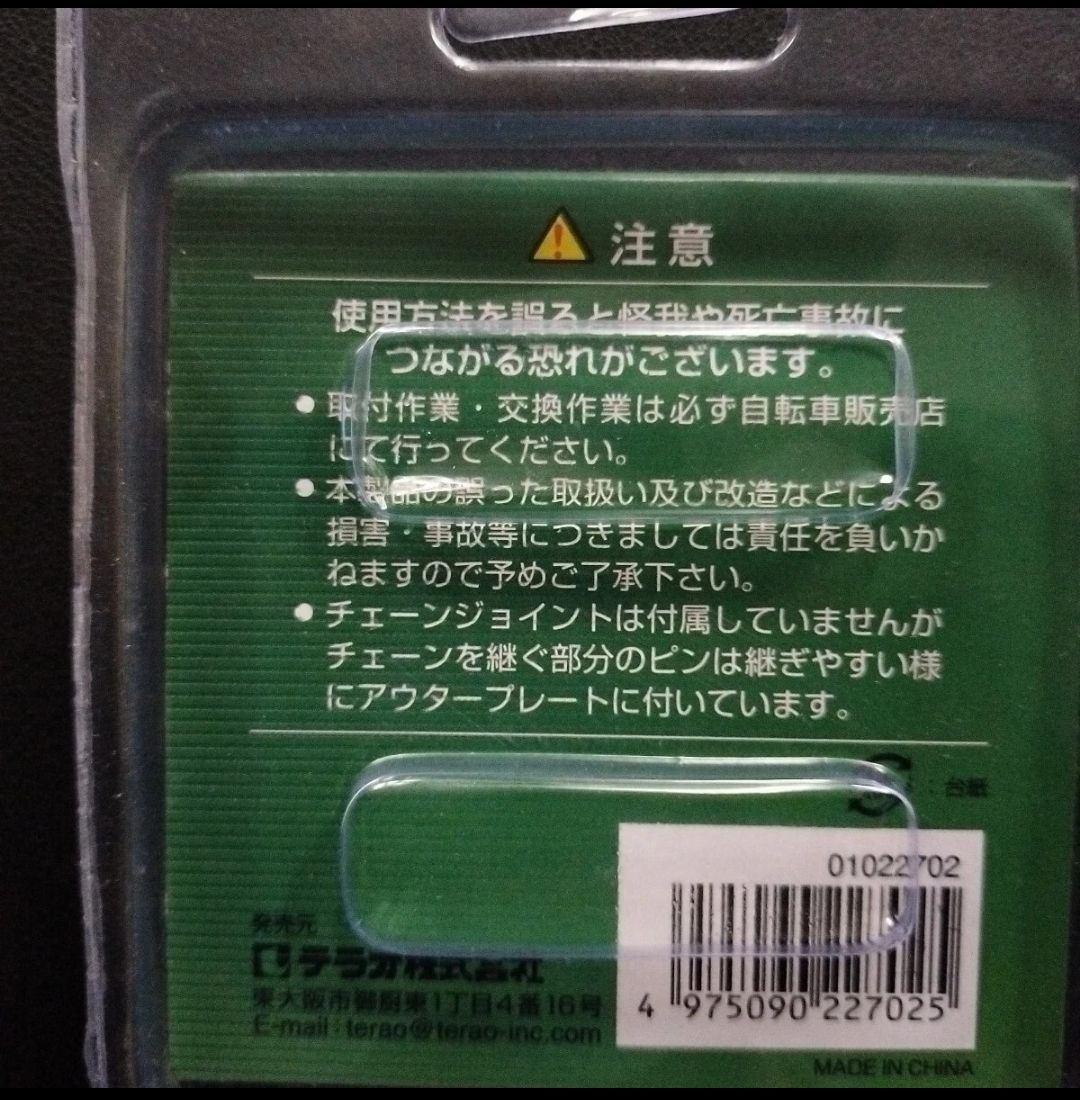 注意
使用方法を誤ると怪我や死亡事故に
つながる恐れがございます。
● 取付作業・交換作業は必ず自転車販売店
にて行ってください。
● 本製品の誤った取扱い及び改造などによる
損害・事故等につきましては責任を負いか
ねますので予めご了承下さい。
● チェーンジョイントは付属していませんが
チェーンを継ぐ部分のピンは継ぎやすい様
にアウタープレートに付いています。
:台紙
01022702
4 975090 227025
発売元
テラオ株式会社
東大阪市御厨東1丁目4番16号
E-mail:terao@terao-inc.com
MADE IN CHINA